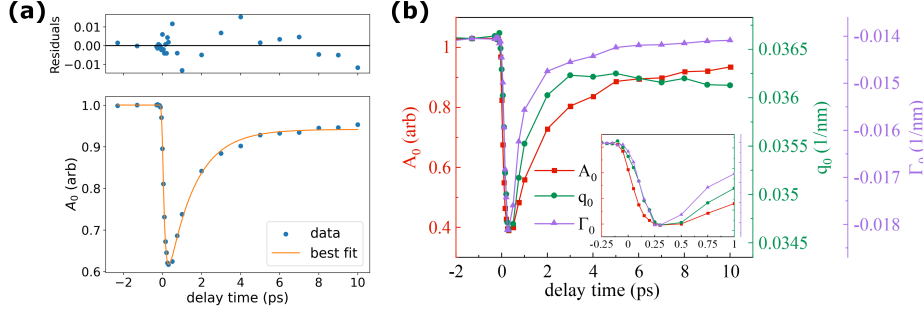 (a)
Residuals
0.01
0.00
−0.01
A0 (arb)
1.0
0.9
0.8
0.7
0.6
data
best fit
−2 0 2 4 6 8 10
delay time (ps)
(b)
A0 (arb)
1
0.8
0.6
0.4
A0
q0
Γ0
-0.25 0 0.25 0.5 0.75 1
-2 0 2 4 6 8 10
delay time (ps)
0.0365
0.036
0.0355
0.035
0.0345
q0 (1/nm)
-0.014
-0.015
-0.016
-0.017
-0.018
Γ0 (1/nm)